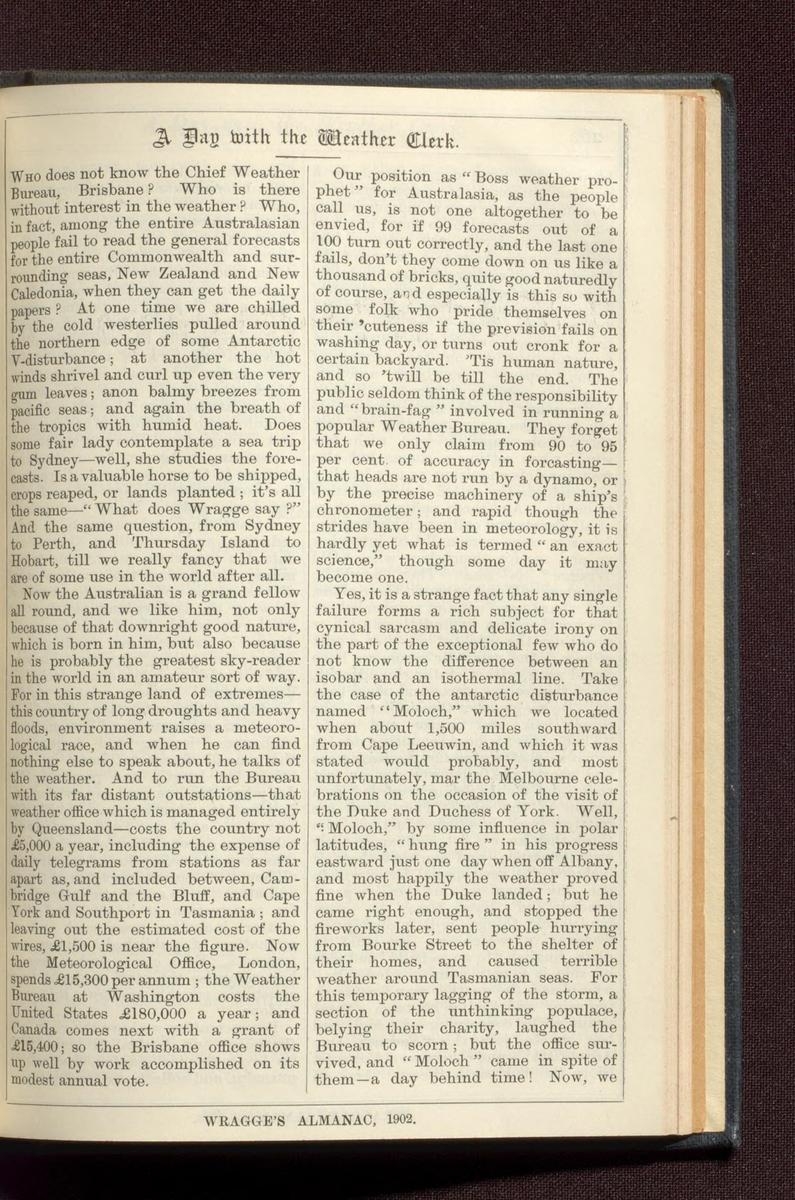 A Day with the Weather Clerk.
WHO does not know the Chief Weather
Bureau, Brisbane? Who is there
without interest in the weather? Who,
in fact, among the entire Australasian
people fail to read the general forecasts
for the entire Commonwealth and sur-
rounding seas, New Zealand and New
Caledonia, when they can get the daily
papers? At one time we are chilled
by the cold westerlies pulled around
the northern edge of some Antarctic
V-disturbance; at another the hot
winds shrivel and curl up even the very
gum leaves; anon balmy breezes from
pacific seas; and again the breath of
the tropics with humid heat. Does
some fair lady contemplate a sea trip
to Sydney—well, she studies the fore-
casts. Is a valuable horse to be shipped,
crops reaped, or lands planted; it's all
the same—"What does Wragge say?"
And the same question, from Sydney
to Perth, and Thursday Island to
Hobart, till we really fancy that we
are of some use in the world after all.
Now the Australian is a grand fellow
all round, and we like him, not only
because of that downright good nature,
which is born in him, but also because
he is probably the greatest sky-reader
in the world in an amateur sort of way.
For in this strange land of extremes—
this country of long droughts and heavy
floods, environment raises a meteoro-
logical race, and when he can find
nothing else to speak about, he talks of
the weather. And to run the Bureau
with its far distant outstations—that
weather office which is managed entirely
by Queensland—costs the country not
£5,000 a year, including the expense of
daily telegrams from stations as far
apart as, and included between, Cam-
bridge Gulf and the Bluff, and Cape
York and Southport in Tasmania; and
leaving out the estimated cost of the
wires, £1,500 is near the figure. Now
the Meteorological Office, London,
spends £15,300 per annum; the Weather
Bureau at Washington costs the
United States £180,000 a year; and
Canada comes next with a grant of
£15,400; so the Brisbane office shows
up well by work accomplished on its
modest annual vote.
Our position as "Boss weather pro-
phet" for Australasia, as the people
call us, is not one altogether to be
envied, for if 99 forecasts out of a
100 turn out correctly, and the last one
fails, don't they come down on us like a
thousand of bricks, quite good naturedly
of course, and especially is this so with
some folk who pride themselves on
their 'cuteness if the prevision fails on
washing day, or turns out cronk for a
certain backyard. 'Tis human nature,
and so 'twill be till the end. The
public seldom think of the responsibility
and "brain-fag" involved in running a
popular Weather Bureau. They forget
that we only claim from 90 to 95
per cent. of accuracy in forcasting—
that heads are not run by a dynamo, or
by the precise machinery of a ship's
chronometer; and rapid though the
strides have been in meteorology, it is
hardly yet what is termed "an exact
science," though some day it may
become one.
Yes, it is a strange fact that any single
failure forms a rich subject for that
cynical sarcasm and delicate irony on
the part of the exceptional few who do
not know the difference between an
isobar and an isothermal line. Take
the case of the antarctic disturbance
named "Moloch," which we located
when about 1,500 miles southward
from Cape Leeuwin, and which it was
stated would probably, and most
unfortunately, mar the Melbourne cele-
brations on the occasion of the visit of
the Duke and Duchess of York. Well,
"Moloch," by some influence in polar
latitudes, "hung fire" in his progress
eastward just one day when off Albany,
and most happily the weather proved
fine when the Duke landed; but he
came right enough, and stopped the
fireworks later, sent people hurrying
from Bourke Street to the shelter of
their homes, and caused terrible
weather around Tasmanian seas. For
this temporary lagging of the storm, a
section of the unthinking populace,
belying their charity, laughed the
Bureau to scorn; but the office sur-
vived, and "Moloch" came in spite of
them—a day behind time! Now, we
WRAGGE'S ALMANAC, 1902.